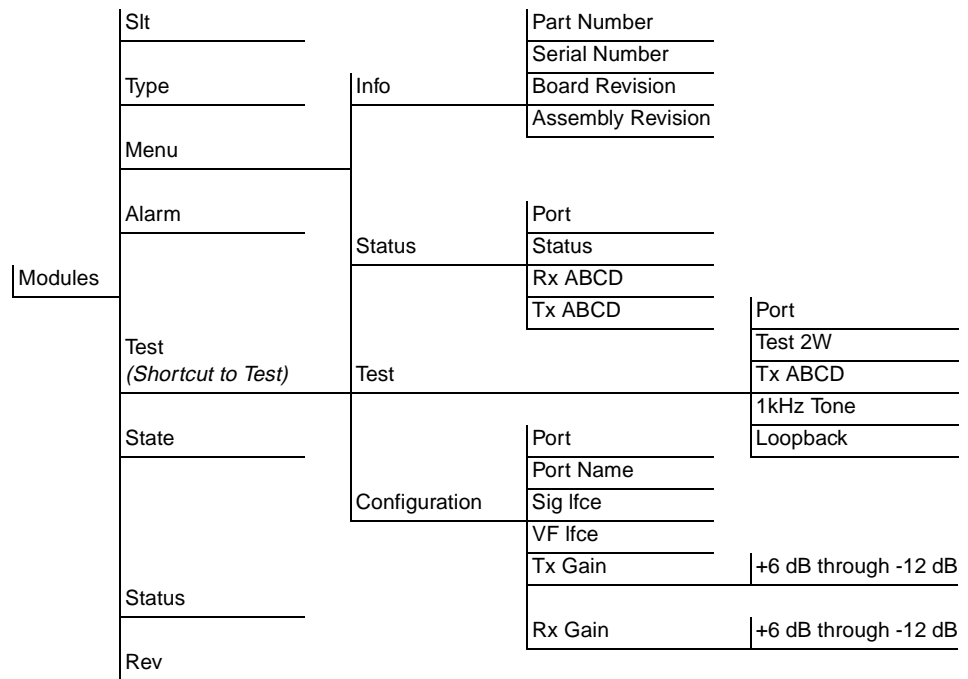 Slt
Part Number
Serial Number
Type
Info
Board Revision
Assembly Revision
Menu
Alarm
Port
Status
Status
Modules
Rx ABCD
Tx ABCD
Port
Test
Test 2W
(Shortcut to Test)
Test
Tx ABCD
1kHz Tone
State
Port
Loopback
Port Name
Configuration
Sig Ifce
VF Ifce
Tx Gain
+6 dB through -12 dB
Status
Rx Gain
+6 dB through -12 dB
Rev